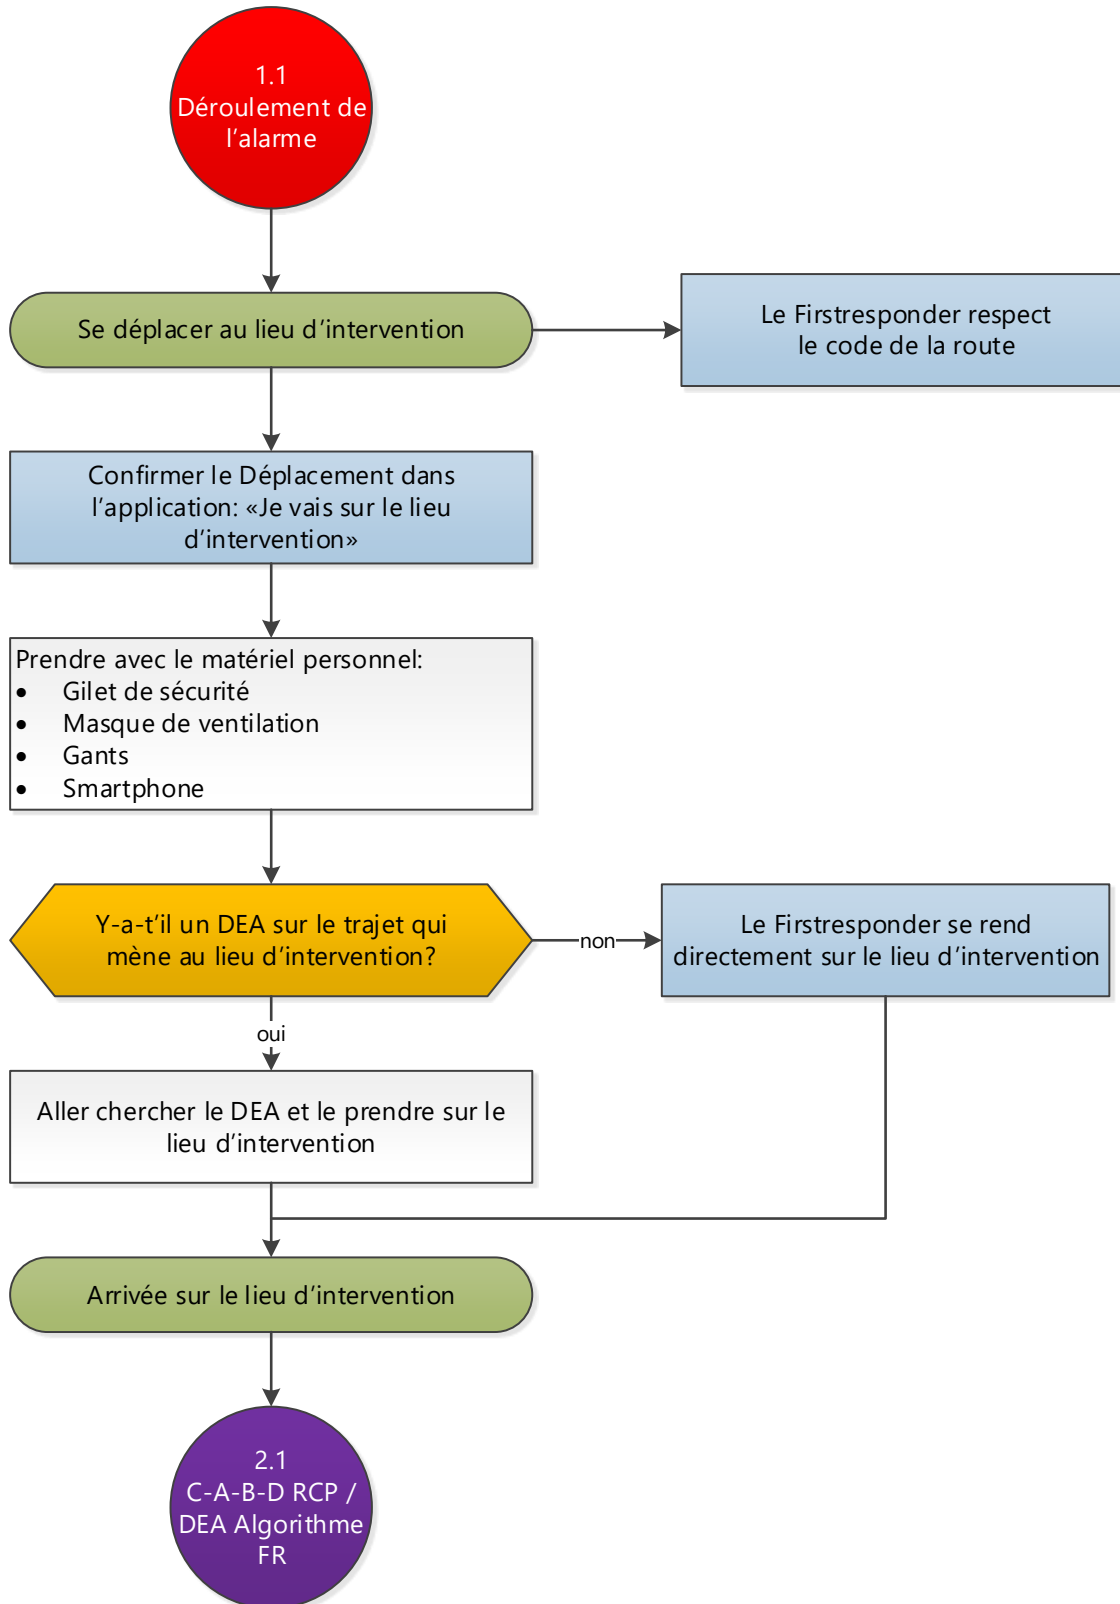 1.1
Déroulement de
l'alarme
Se déplacer au lieu d'intervention
Le Firstresponder respect
le code de la route
Confirmer le Déplacement dans
l'application: «Je vais sur le lieu
d'intervention»
Prendre avec le matériel personnel:
• Gilet de sécurité
• Masque de ventilation
• Gants
• Smartphone
Y-a-t'il un DEA sur le trajet qui
mène au lieu d'intervention?
non
Le Firstresponder se rend
directement sur le lieu d'intervention
oui
Aller chercher le DEA et le prendre sur le
lieu d'intervention
Arrivée sur le lieu d'intervention
2.1
C-A-B-D RCP /
DEA Algorithme
FR